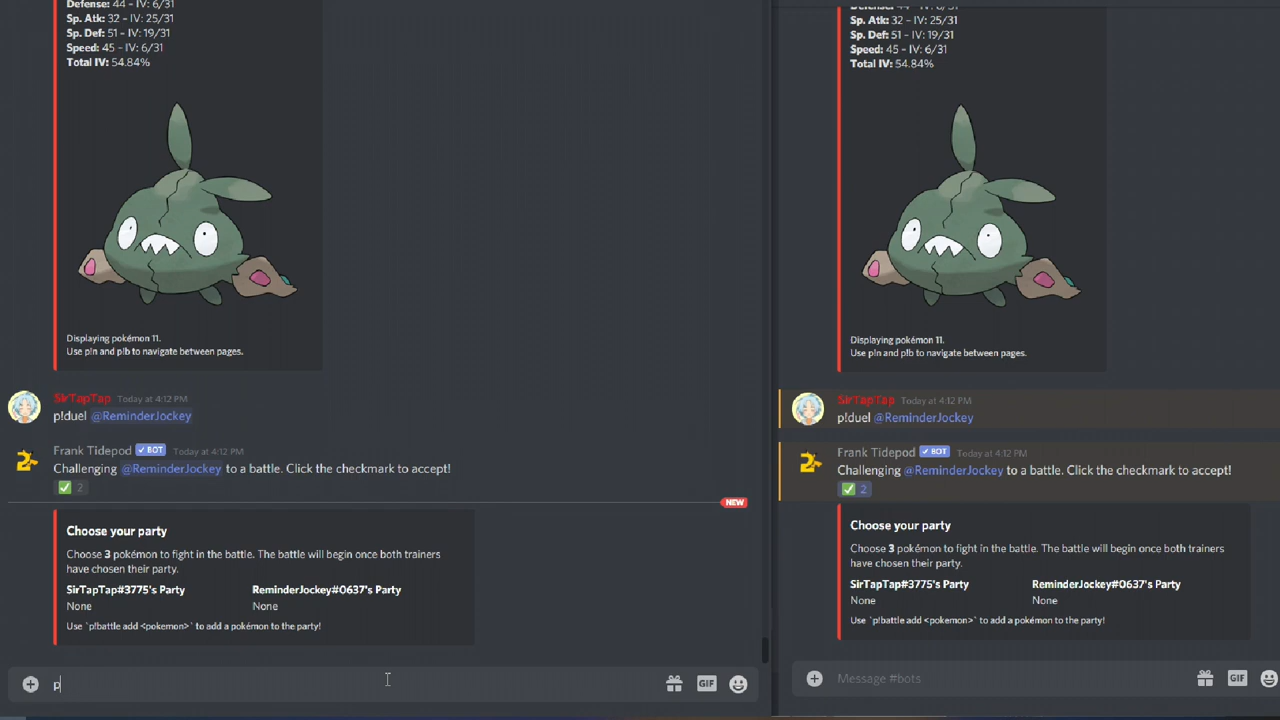 Defense: 44 – IV: 6/31
Sp. Atk: 32 – IV: 25/31
Sp. Def: 51 – IV: 19/31
Speed: 45 – IV: 6/31
Total IV: 54.84%
Displaying pokémon 11.
Use p!n and p!b to navigate between pages.
SirTapTap Today at 4:12 PM
p!duel @ReminderJockey
Frank Tidepod ✓ BOT Today at 4:12 PM
Challenging @ReminderJockey to a battle. Click the checkmark to accept!
✅ 2
NEW
Choose your party
Choose 3 pokémon to fight in the battle. The battle will begin once both trainers
have chosen their party.
SirTapTap#3775's Party ReminderJockey#0637's Party
None None
Use `p!battle add <pokemon>` to add a pokémon to the party!
p
GIF
Defense: 44 – IV: 6/31
Sp. Atk: 32 – IV: 25/31
Sp. Def: 51 – IV: 19/31
Speed: 45 – IV: 6/31
Total IV: 54.84%
Displaying pokémon 11.
Use p!n and p!b to navigate between pages.
SirTapTap Today at 4:12 PM
p!duel @ReminderJockey
Frank Tidepod ✓ BOT Today at 4:12 PM
Challenging @ReminderJockey to a battle. Click the checkmark to accept!
✅ 2
Choose your party
Choose 3 pokémon to fight in the battle. The battle will begin once both trainers
have chosen their party.
SirTapTap#3775's Party ReminderJockey#0637's Party
None None
Use `p!battle add <pokemon>` to add a pokémon to the party!
Message #bots
GIF